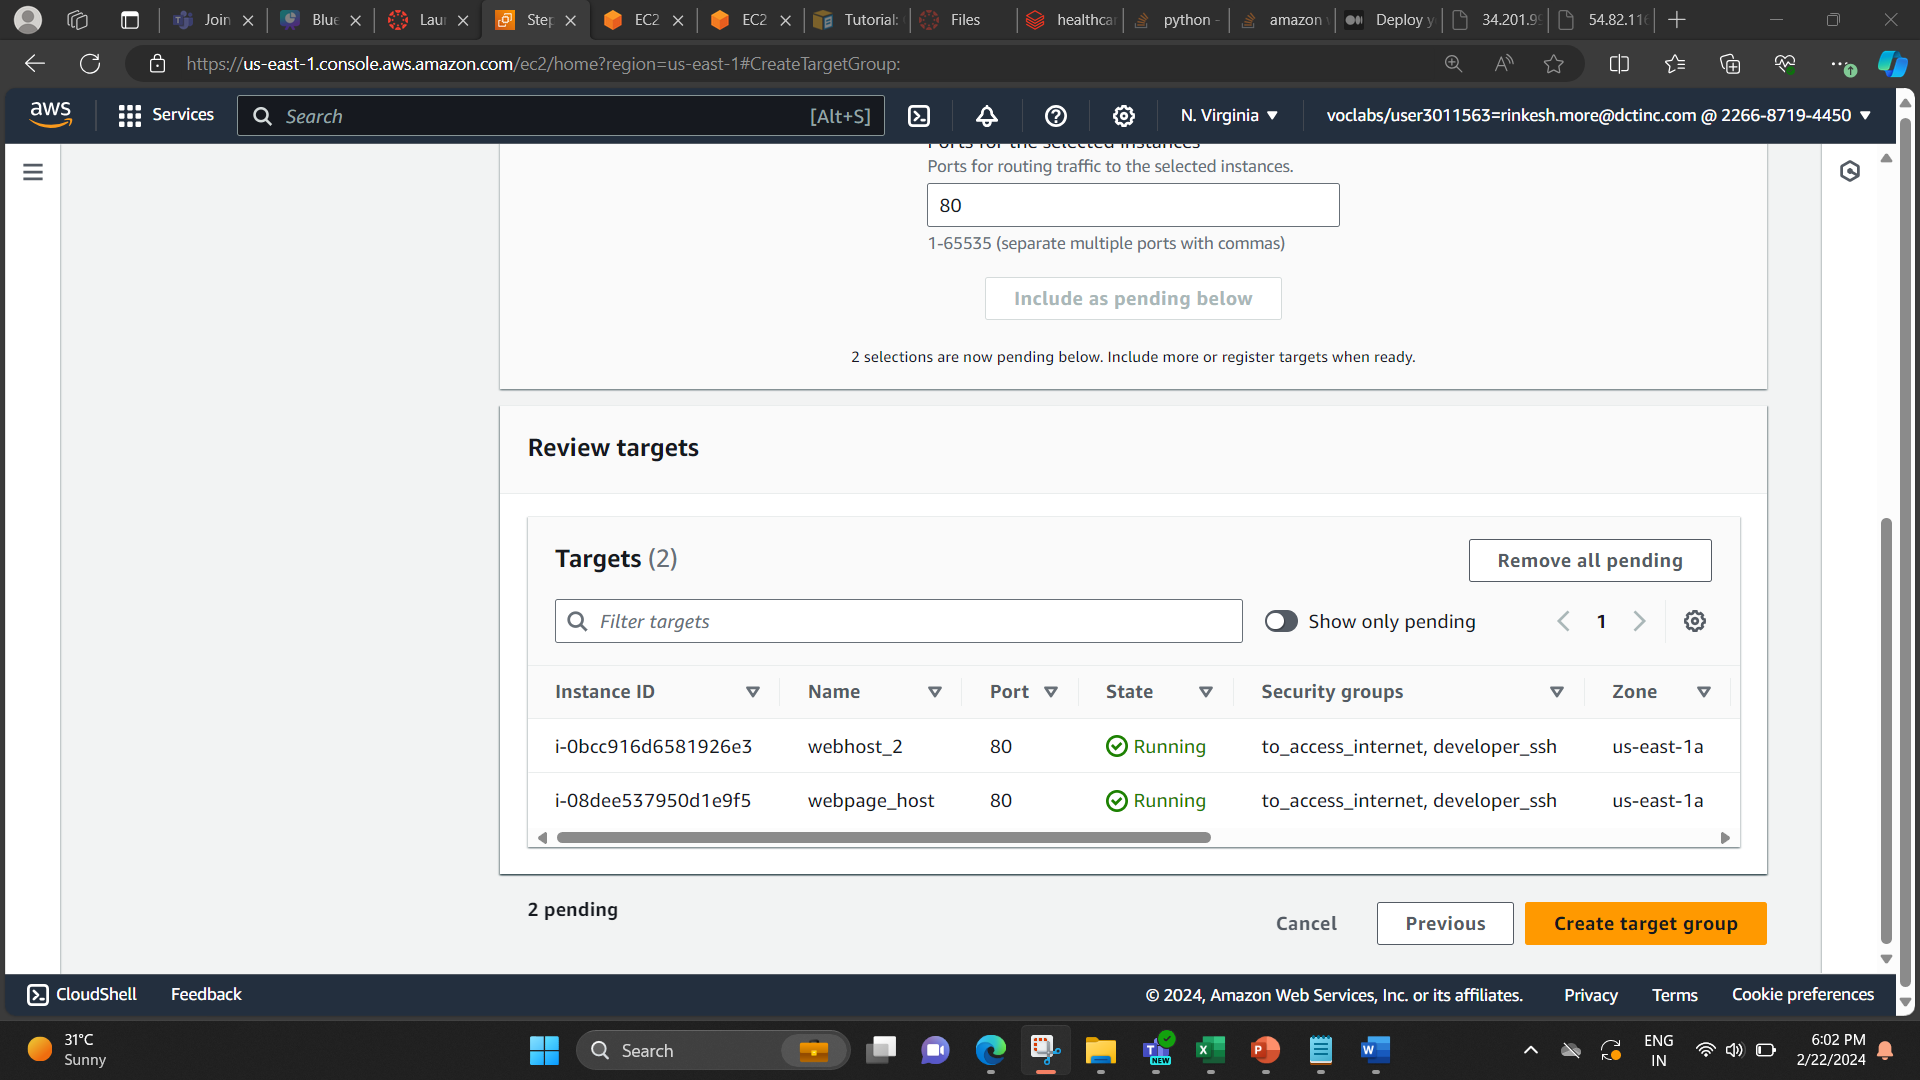 Join
Blue
Lau
Step
EC2
EC2
Tutorial:
Files
healthcar
python -
amazon
Deploy y
34.201.9
54.82.11
https://us-east-1.console.aws.amazon.com/ec2/home?region=us-east-1#CreateTargetGroup:
aws
Services
Search
[Alt+S]
N. Virginia
voclabs/user3011563=rinkesh.more@dctinc.com @ 2266-8719-4450
Ports for the selected instances
Ports for routing traffic to the selected instances.
80
1-65535 (separate multiple ports with commas)
Include as pending below
2 selections are now pending below. Include more or register targets when ready.
Review targets
Targets (2)
Remove all pending
Filter targets
Show only pending
1
Instance ID Name Port State Security groups Zone
i-0bcc916d6581926e3 webhost_2 80 Running to_access_internet, developer_ssh us-east-1a
i-08dee537950d1e9f5 webpage_host 80 Running to_access_internet, developer_ssh us-east-1a
2 pending
Cancel
Previous
Create target group
CloudShell
Feedback
© 2024, Amazon Web Services, Inc. or its affiliates.
Privacy
Terms
Cookie preferences
31°C
Sunny
Search
NEW
ENG
IN
6:02 PM
2/22/2024